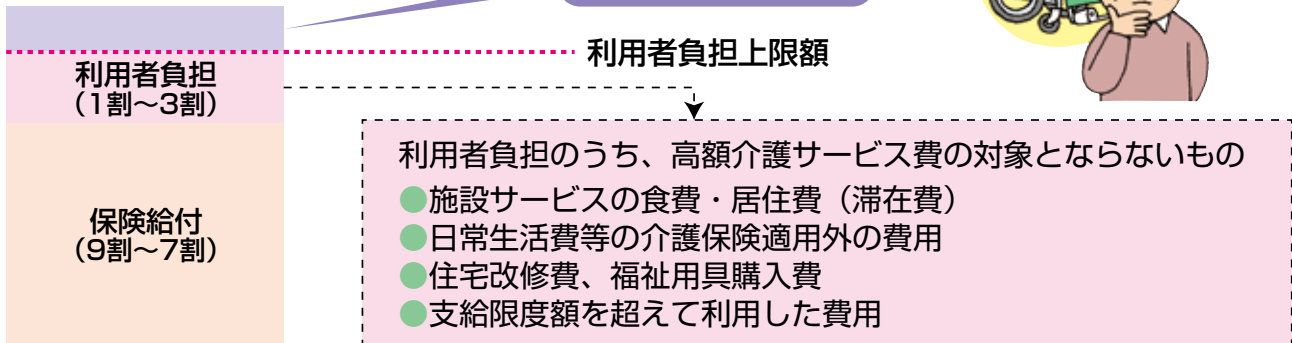 利用者負担上限額
利用者負担
（1割〜3割）
保険給付
（9割〜7割）
利用者負担のうち、高額介護サービス費の対象とならないもの
●施設サービスの食費・居住費（滞在費）
●日常生活費等の介護保険適用外の費用
●住宅改修費、福祉用具購入費
●支給限度額を超えて利用した費用